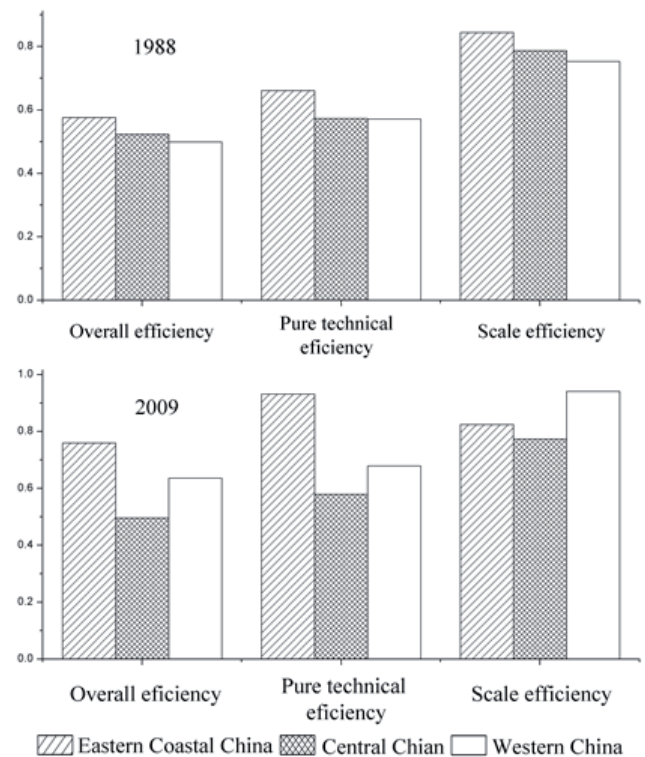 0.8
1988
0.6
0.4
0.2
0.0
Overall efficiency
Pure technical
eficiency
Scale efficiency
1.0
2009
0.8
0.6
0.4
0.2
0.0
Overall eficiency
Pure technical
eficiency
Scale efficiency
Eastern Coastal China Central Chian Western China